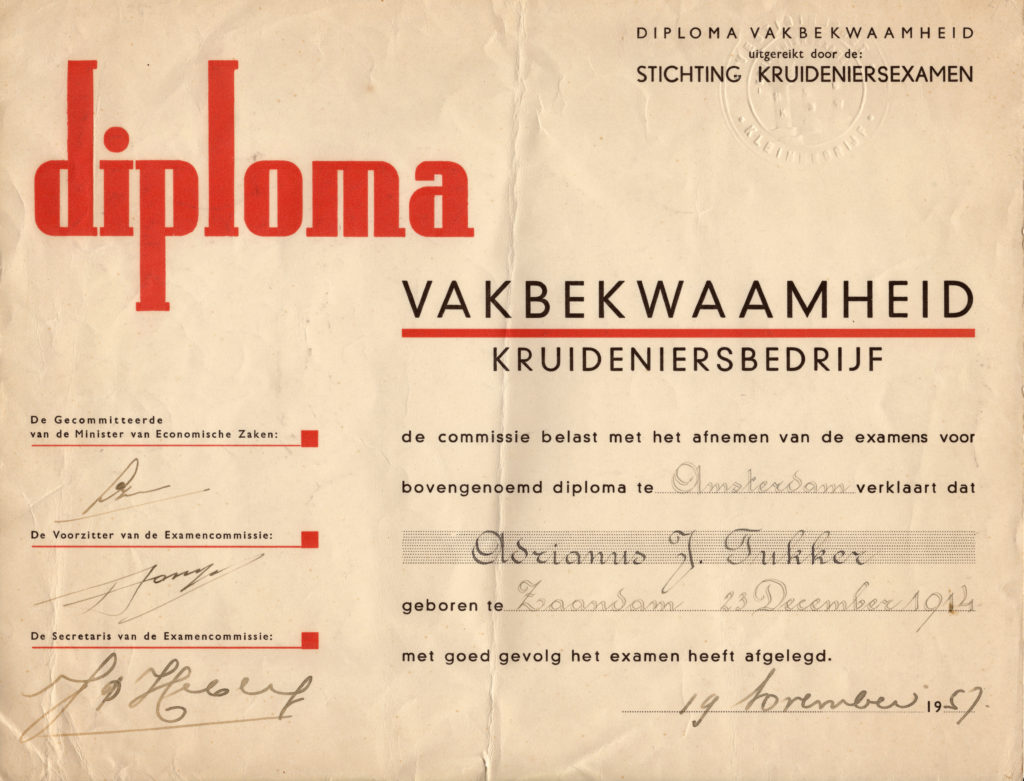 DIPLOMA VAKBEKWAAMHEID
uitgereikt door de:
STICHTING KRUIDENIERSEXAMEN
KLEINBEDRIJF
diploma
VAKBEKWAAMHEID
KRUIDENIERSBEDRIJF
De Gecommitteerde
van de Minister van Economische Zaken:
De Voorzitter van de Examencommissie:
De Secretaris van de Examencommissie:
de commissie belast met het afnemen van de examens voor
bovengenoemd diploma te Amsterdam verklaart dat
Adrianus J. Tukker
geboren te Zaandam 23 December 1914
met goed gevolg het examen heeft afgelegd.
19 November 1957.